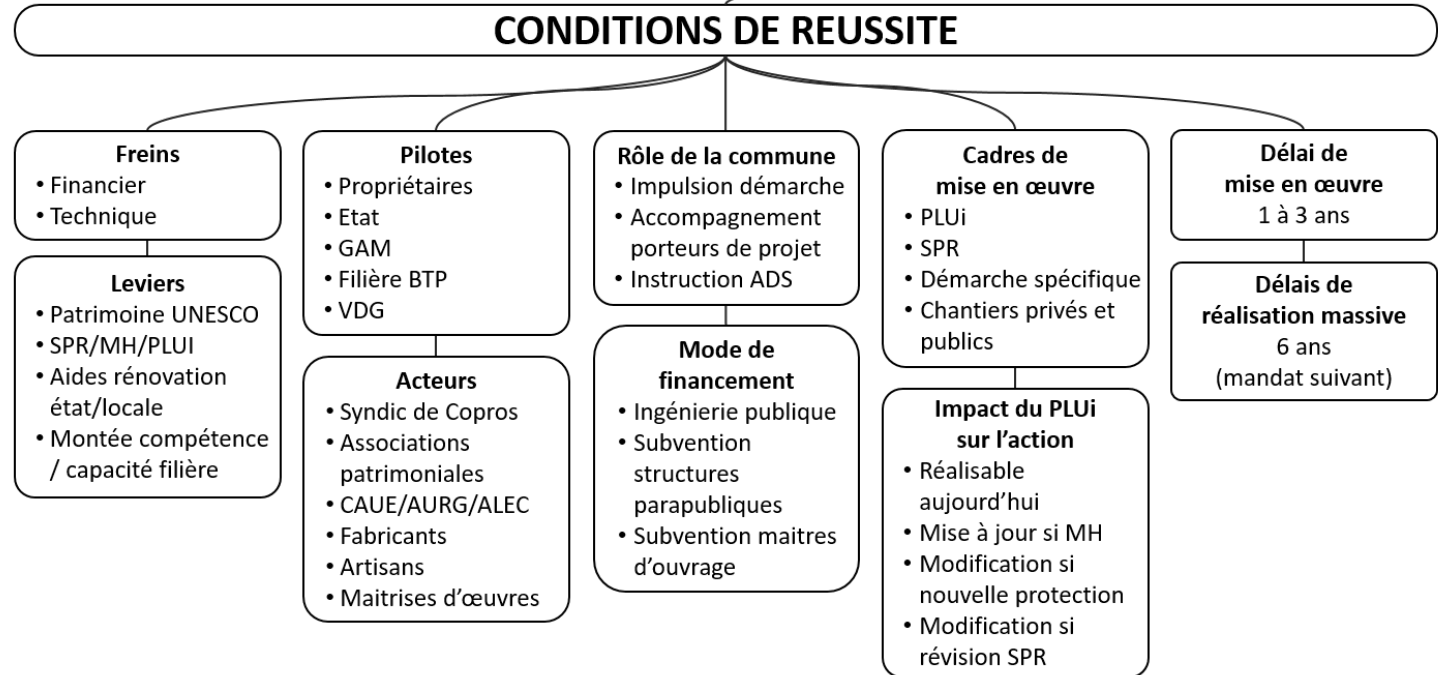 CONDITIONS DE REUSSITE
Freins
• Financier
• Technique
Leviers
• Patrimoine UNESCO
• SPR/MH/PLUI
• Aides rénovation
état/locale
• Montée compétence
/ capacité filière
Pilotes
• Propriétaires
• Etat
• GAM
• Filière BTP
• VDG
Acteurs
• Syndic de Copros
• Associations
patrimoniales
• CAUE/AURG/ALEC
• Fabricants
• Artisans
• Maitrises d’œuvres
Rôle de la commune
• Impulsion démarche
• Accompagnement
porteurs de projet
• Instruction ADS
Mode de
financement
• Ingénierie publique
• Subvention
structures
parapubliques
• Subvention maitres
d’ouvrage
Cadres de
mise en œuvre
• PLUi
• SPR
• Démarche spécifique
• Chantiers privés et
publics
Impact du PLUi
sur l’action
• Réalisable
aujourd’hui
• Mise à jour si MH
• Modification si
nouvelle protection
• Modification si
révision SPR
Délai de
mise en œuvre
1 à 3 ans
Délais de
réalisation massive
6 ans
(mandat suivant)